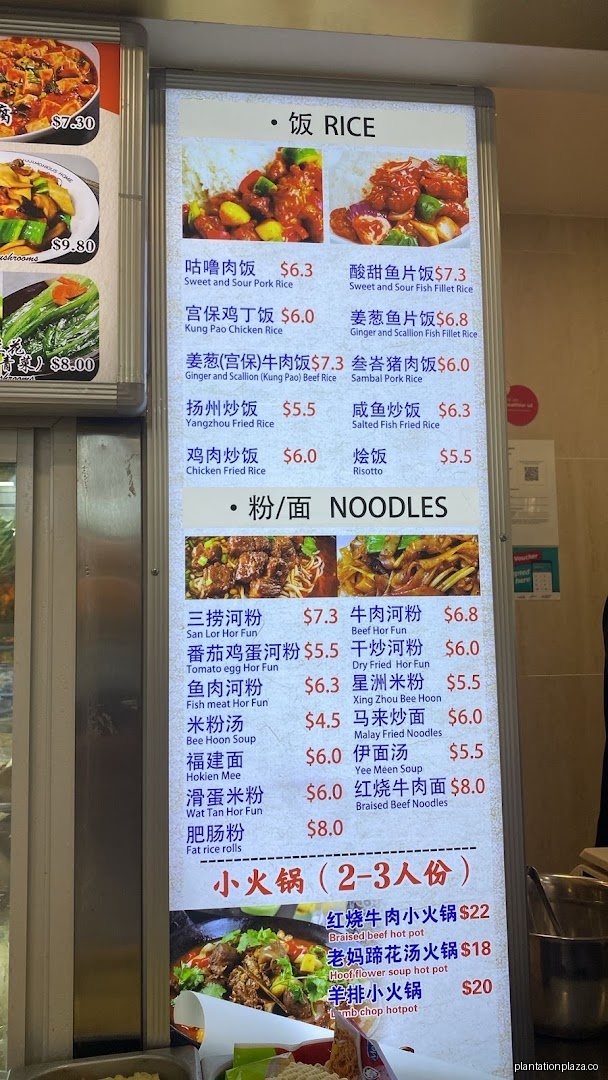 腐
$7.30
$9.80
ushrooms
花
青菜) $8.00
· 饭 RICE
咕噜肉饭 $6.3
Sweet and Sour Pork Rice
酸甜鱼片饭$7.3
Sweet and Sour Fish Fillet Rice
宫保鸡丁饭 $6.0
Kung Pao Chicken Rice
姜葱鱼片饭$6.8
Ginger and Scallion Fish Fillet Rice
姜葱(宫保)牛肉饭$7.3
Ginger and Scallion (Kung Pao) Beef Rice
叁峇猪肉饭$6.0
Sambal Pork Rice
扬州炒饭 $5.5
Yangzhou Fried Rice
咸鱼炒饭 $6.3
Salted Fish Fried Rice
鸡肉炒饭 $6.0
Chicken Fried Rice
烩饭 $5.5
Risotto
· 粉/面 NOODLES
三捞河粉 $7.3
San Lor Hor Fun
牛肉河粉 $6.8
Beef Hor Fun
番茄鸡蛋河粉 $5.5
Tomato egg Hor Fun
干炒河粉 $6.0
Dry Fried Hor Fun
鱼肉河粉 $6.3
Fish meat Hor Fun
星洲米粉 $5.5
Xing Zhou Bee Hoon
米粉汤 $4.5
Bee Hoon Soup
马来炒面 $6.0
Malay Fried Noodles
福建面 $6.0
Hokien Mee
伊面汤 $5.5
Yee Meen Soup
滑蛋米粉 $6.0
Wat Tan Hor Fun
红烧牛肉面 $8.0
Braised Beef Noodles
肥肠粉 $8.0
Fat rice rolls
小火锅（2-3人份）
红烧牛肉小火锅$22
Braised beef hot pot
老妈蹄花汤火锅$18
Hoof flower soup hot pot
羊排小火锅 $20
Lamb chop hotpot
Voucher
here
plantationplaza.co